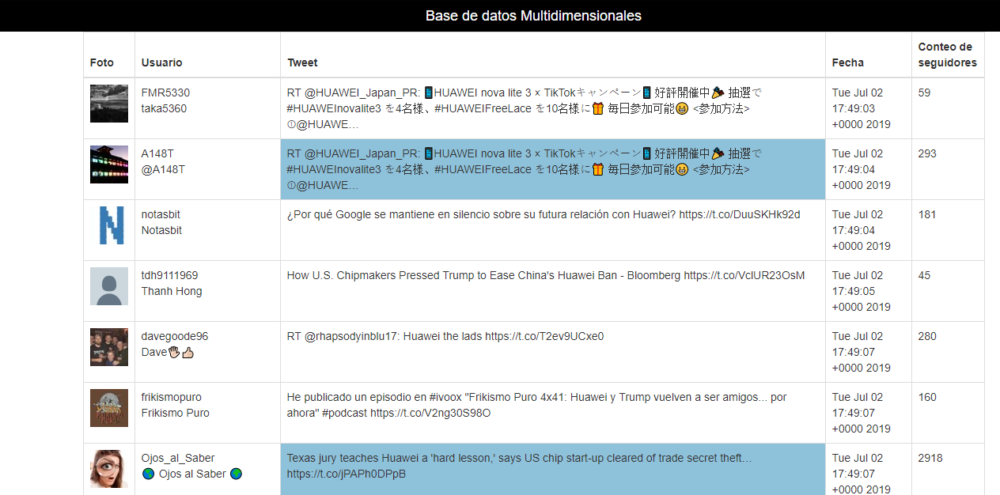 Base de datos Multidimensionales
Foto Usuario Tweet Fecha Conteo de
seguidores
FMR5330
taka5360
RT @HUAWEI_Japan_PR: 📱HUAWEI nova lite 3 × TikTokキャンペーン📱 好評開催中🎉 抽選で
#HUAWEInovalite3 を4名様、#HUAWEIFreeLace を10名様に🎁 毎日参加可能😀 <参加方法>
①@HUAWE…
Tue Jul 02
17:49:03
+0000 2019
59
A148T
@A148T
RT @HUAWEI_Japan_PR: 📱HUAWEI nova lite 3 × TikTokキャンペーン📱 好評開催中🎉 抽選で
#HUAWEInovalite3 を4名様、#HUAWEIFreeLace を10名様に🎁 毎日参加可能😀 <参加方法>
①@HUAWE…
Tue Jul 02
17:49:04
+0000 2019
293
notasbit
Notasbit
¿Por qué Google se mantiene en silencio sobre su futura relación con Huawei? https://t.co/DuuSKHk92d
Tue Jul 02
17:49:04
+0000 2019
181
tdh9111969
Thanh Hong
How U.S. Chipmakers Pressed Trump to Ease China's Huawei Ban - Bloomberg https://t.co/VclUR23OsM
Tue Jul 02
17:49:05
+0000 2019
45
davegoode96
Dave🖐🏻👍🏻
RT @rhapsodyinblu17: Huawei the lads https://t.co/T2ev9UCxe0
Tue Jul 02
17:49:07
+0000 2019
280
frikismopuro
Frikismo Puro
He publicado un episodio en #ivoox "Frikismo Puro 4x41: Huawei y Trump vuelven a ser amigos... por
ahora" #podcast https://t.co/V2ng30S98O
Tue Jul 02
17:49:07
+0000 2019
160
Ojos_al_Saber
🌎 Ojos al Saber 🌎
Texas jury teaches Huawei a 'hard lesson,' says US chip start-up cleared of trade secret theft…
https://t.co/jPAPh0DPpB
Tue Jul 02
17:49:07
+0000 2019
2918